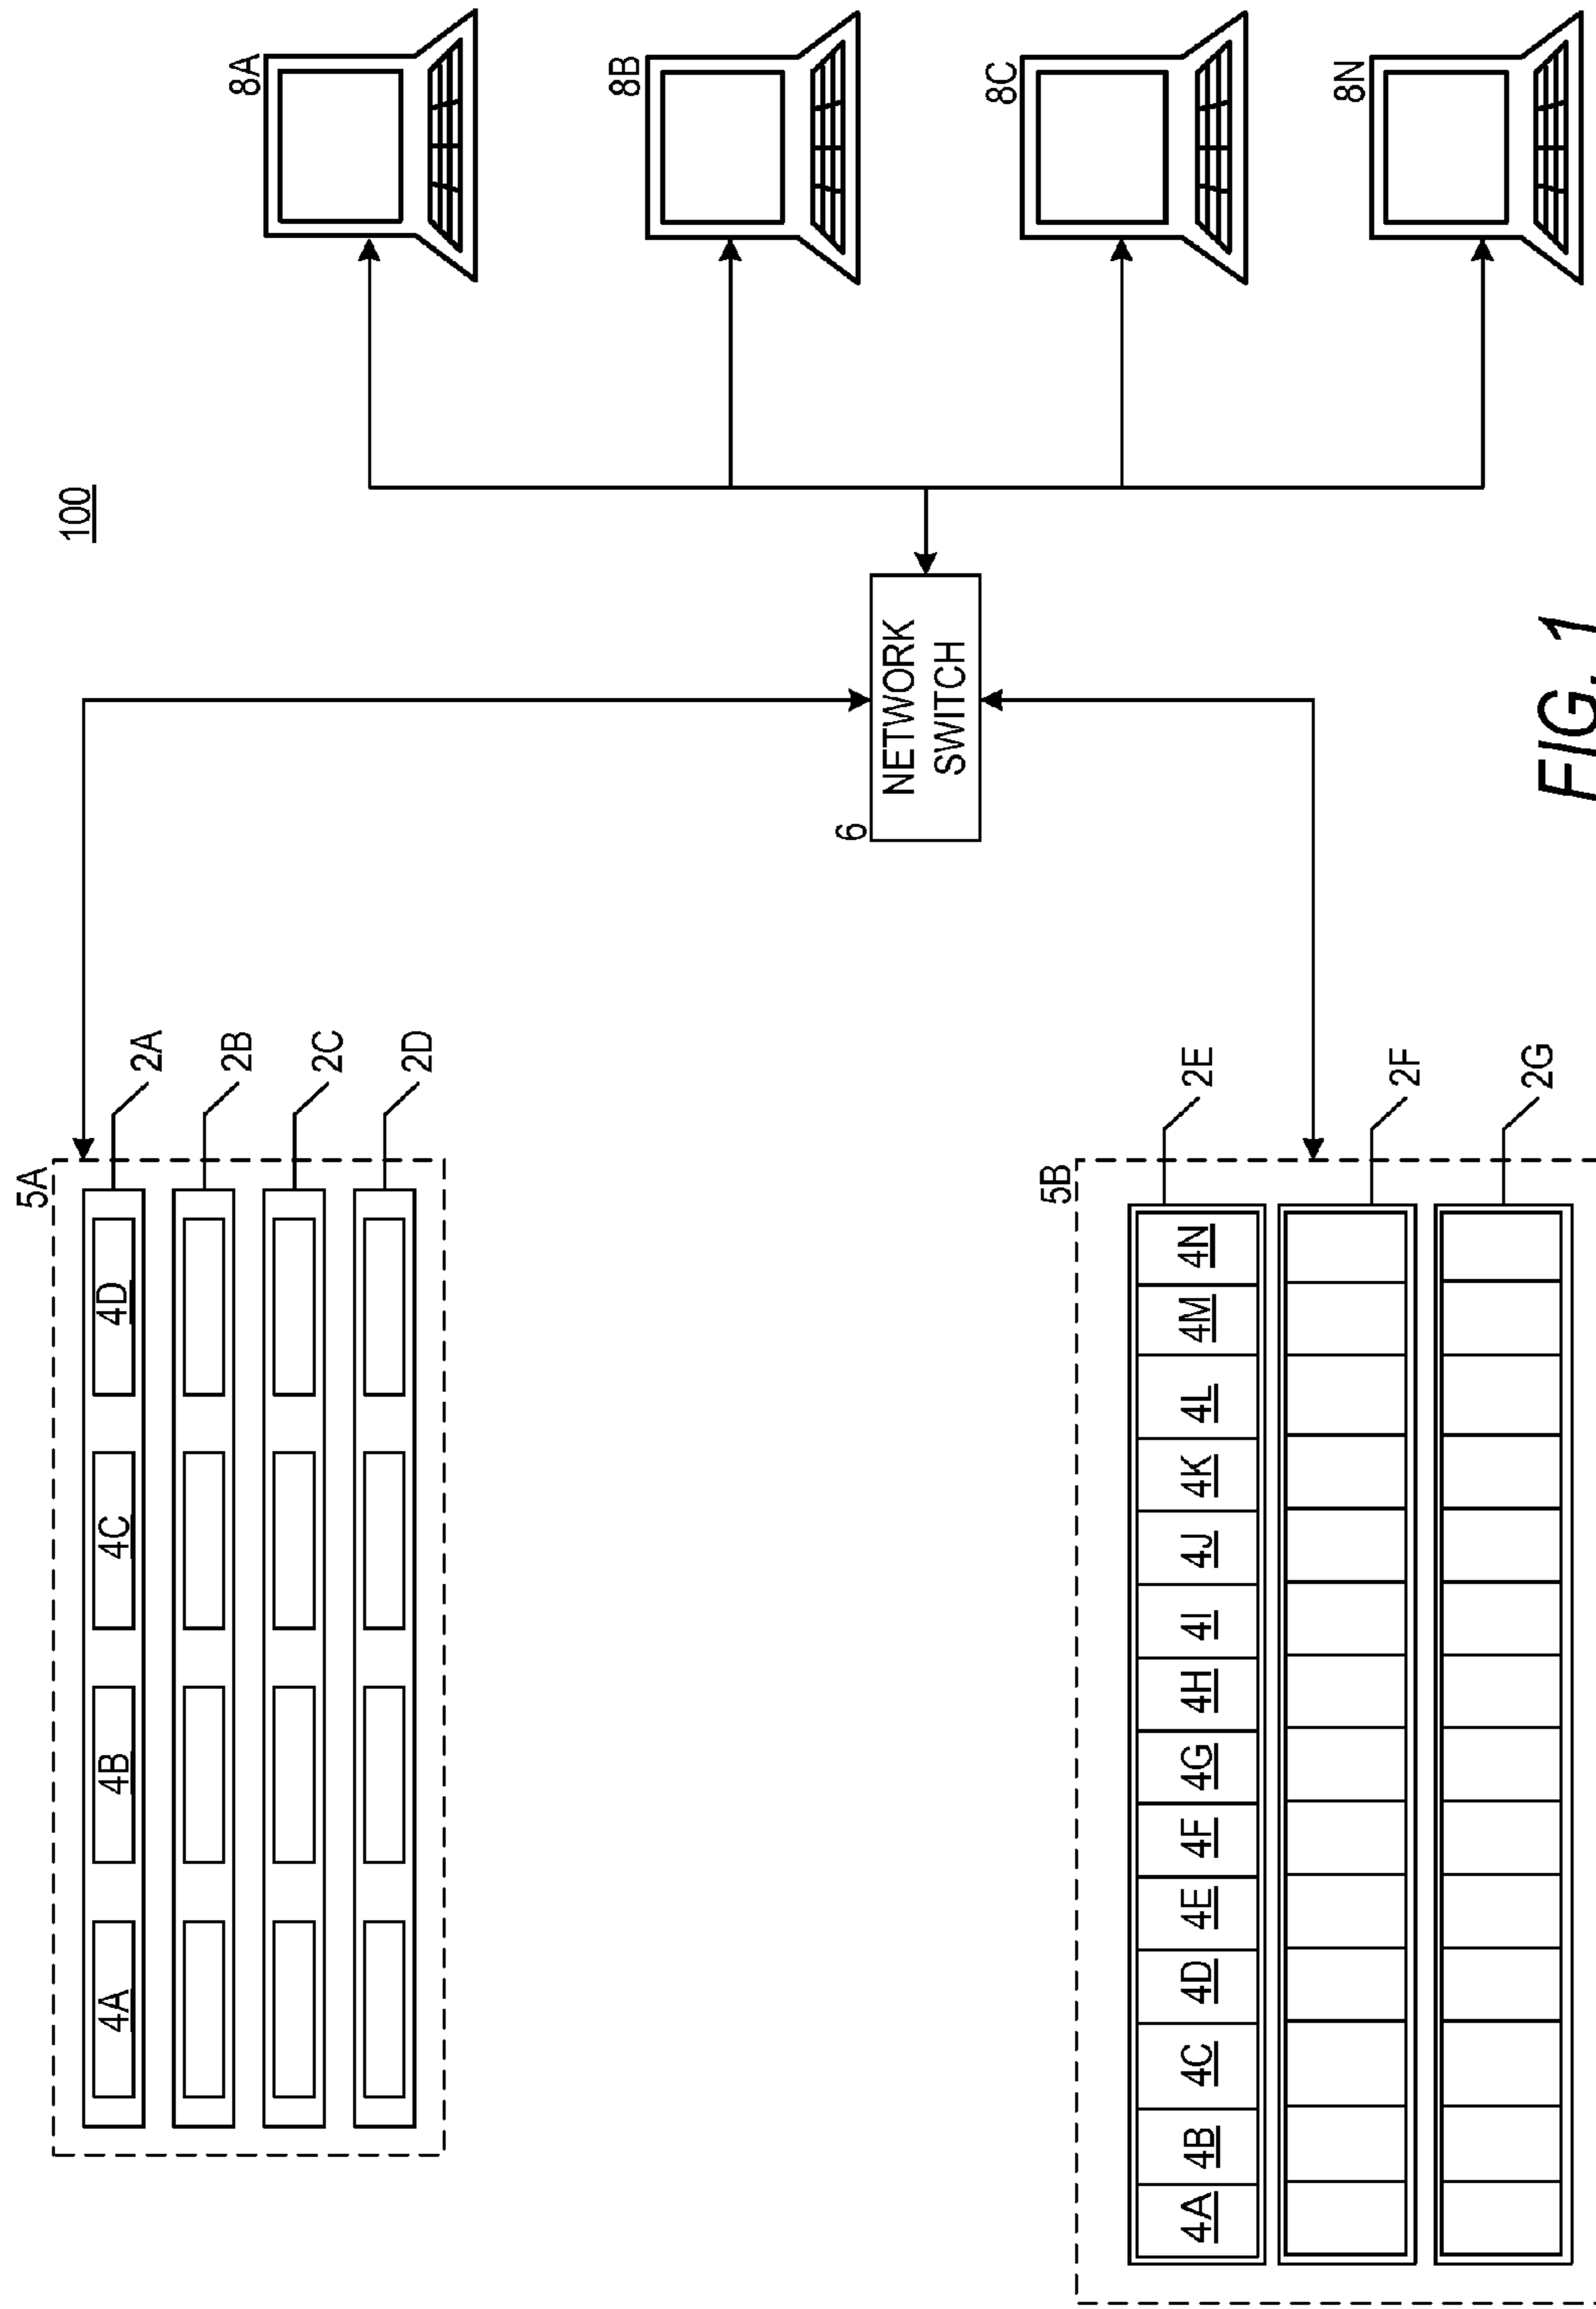 100
5A
4A 4B 4C 4D
2A
2B
2C
2D
6
NETWORK
SWITCH
8A
8B
8C
8N
5B
4A 4B 4C 4D 4E 4F 4G 4H 4I 4J 4K 4L 4M 4N
2E
2F
2G
FIG. 1